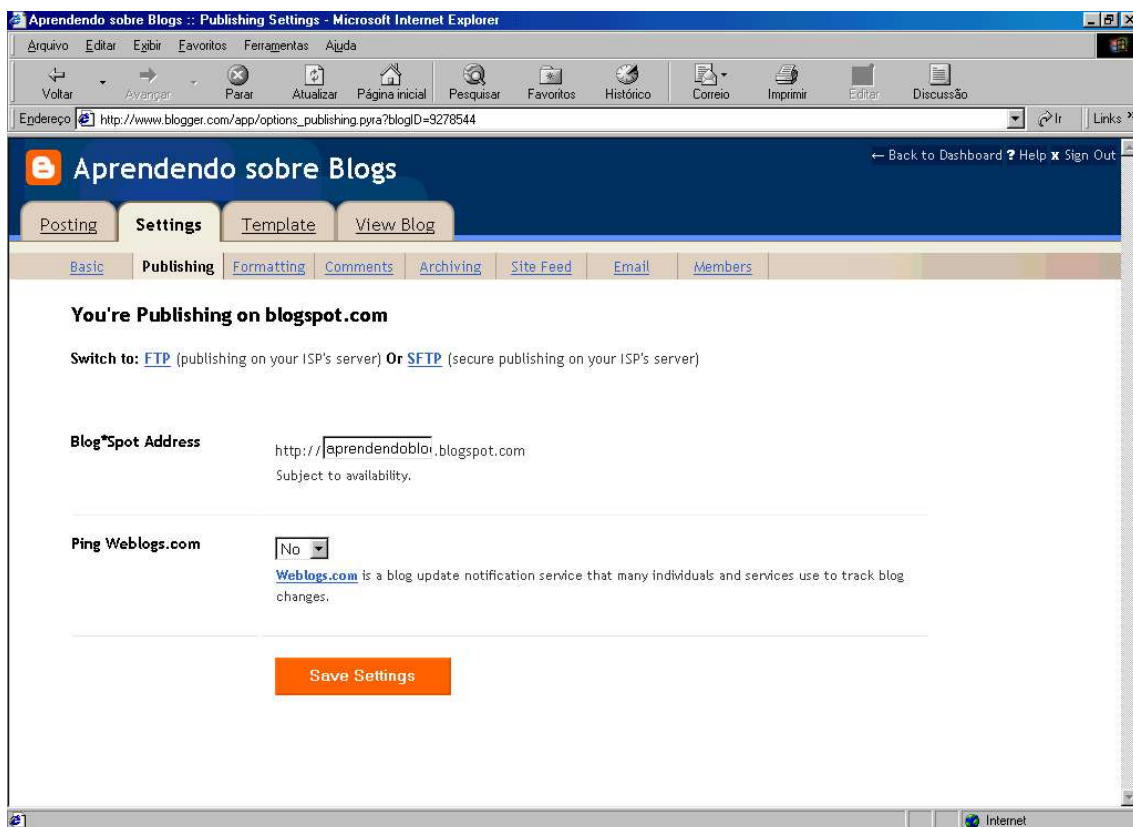 Aprendendo sobre Blogs :: Publishing Settings - Microsoft Internet Explorer
Arquivo Editar Exibir Favoritos Ferramentas Ajuda
Voltar Avançar Parar Atualizar Página inicial Pesquisar Favoritos Histórico Correio Imprimir Editar Discussão
Endereço http://www.blogger.com/app/options_publishing.pyra?blogID=9278544 Ir Links »
Aprendendo sobre Blogs
← Back to Dashboard ? Help x Sign Out
Posting Settings Template View Blog
Basic Publishing Formatting Comments Archiving Site Feed Email Members
You're Publishing on blogspot.com
Switch to: FTP (publishing on your ISP's server) Or SFTP (secure publishing on your ISP's server)
Blog*Spot Address http:// aprendendoblo .blogspot.com
Subject to availability.
Ping Weblogs.com No
Weblogs.com is a blog update notification service that many individuals and services use to track blog
changes.
Save Settings
Internet